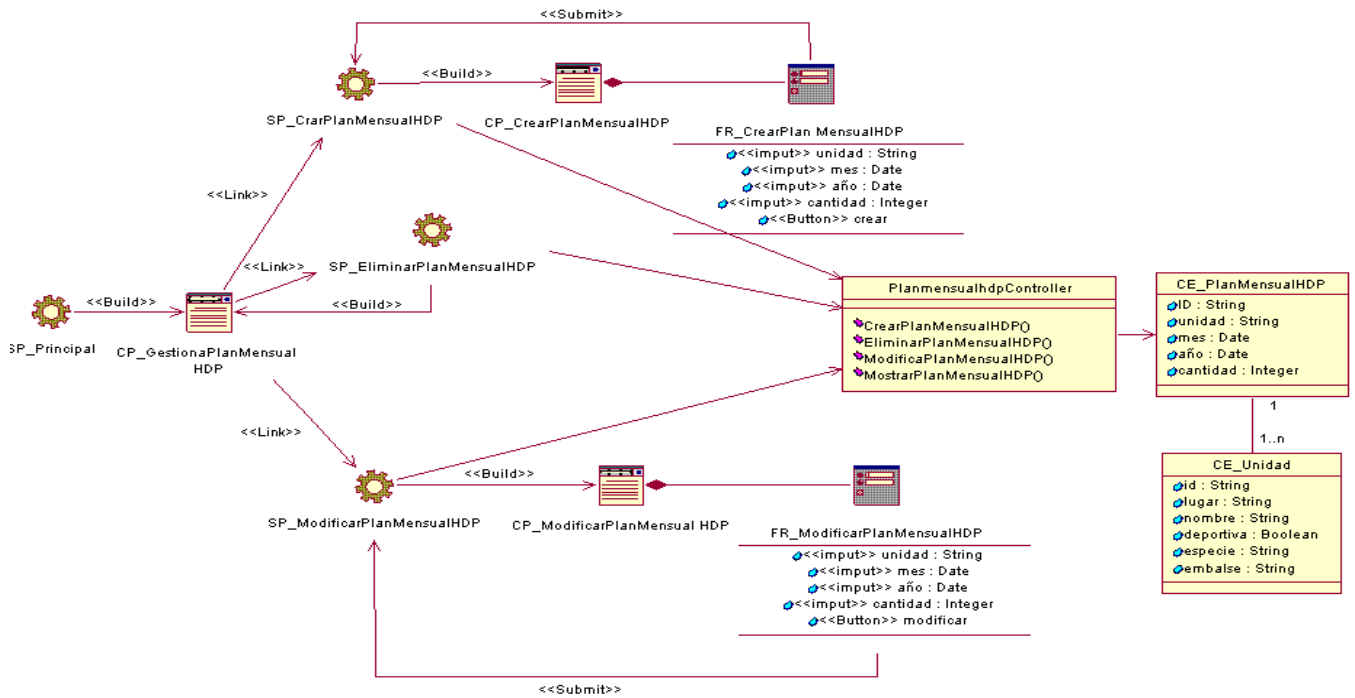 <<Submit>>
<<Build>>
SP_CrarPlanMensualHDP
CP_CrearPlanMensualHDP
FR_CrearPlan MensualHDP
<<imput>> unidad : String
<<imput>> mes : Date
<<imput>> año : Date
<<imput>> cantidad : Integer
<<Button>> crear
<<Link>>
<<Link>>
SP_EliminarPlanMensualHDP
<<Build>>
<<Build>>
SP_Principal
CP_GestionaPlanMensual
HDP
PlanmensualhdpController
CrearPlanMensualHDP()
EliminarPlanMensualHDP()
ModificaPlanMensualHDP()
MostrarPlanMensualHDP()
CE_PlanMensualHDP
ID : String
unidad : String
mes : Date
año : Date
cantidad : Integer
1
1..n
<<Link>>
CE_Unidad
id : String
lugar : String
nombre : String
deportiva : Boolean
especie : String
embalse : String
<<Build>>
SP_ModificarPlanMensualHDP
CP_ModificarPlanMensual HDP
FR_ModificarPlanMensualHDP
<<imput>> unidad : String
<<imput>> mes : Date
<<imput>> año : Date
<<imput>> cantidad : Integer
<<Button>> modificar
<<Submit>>